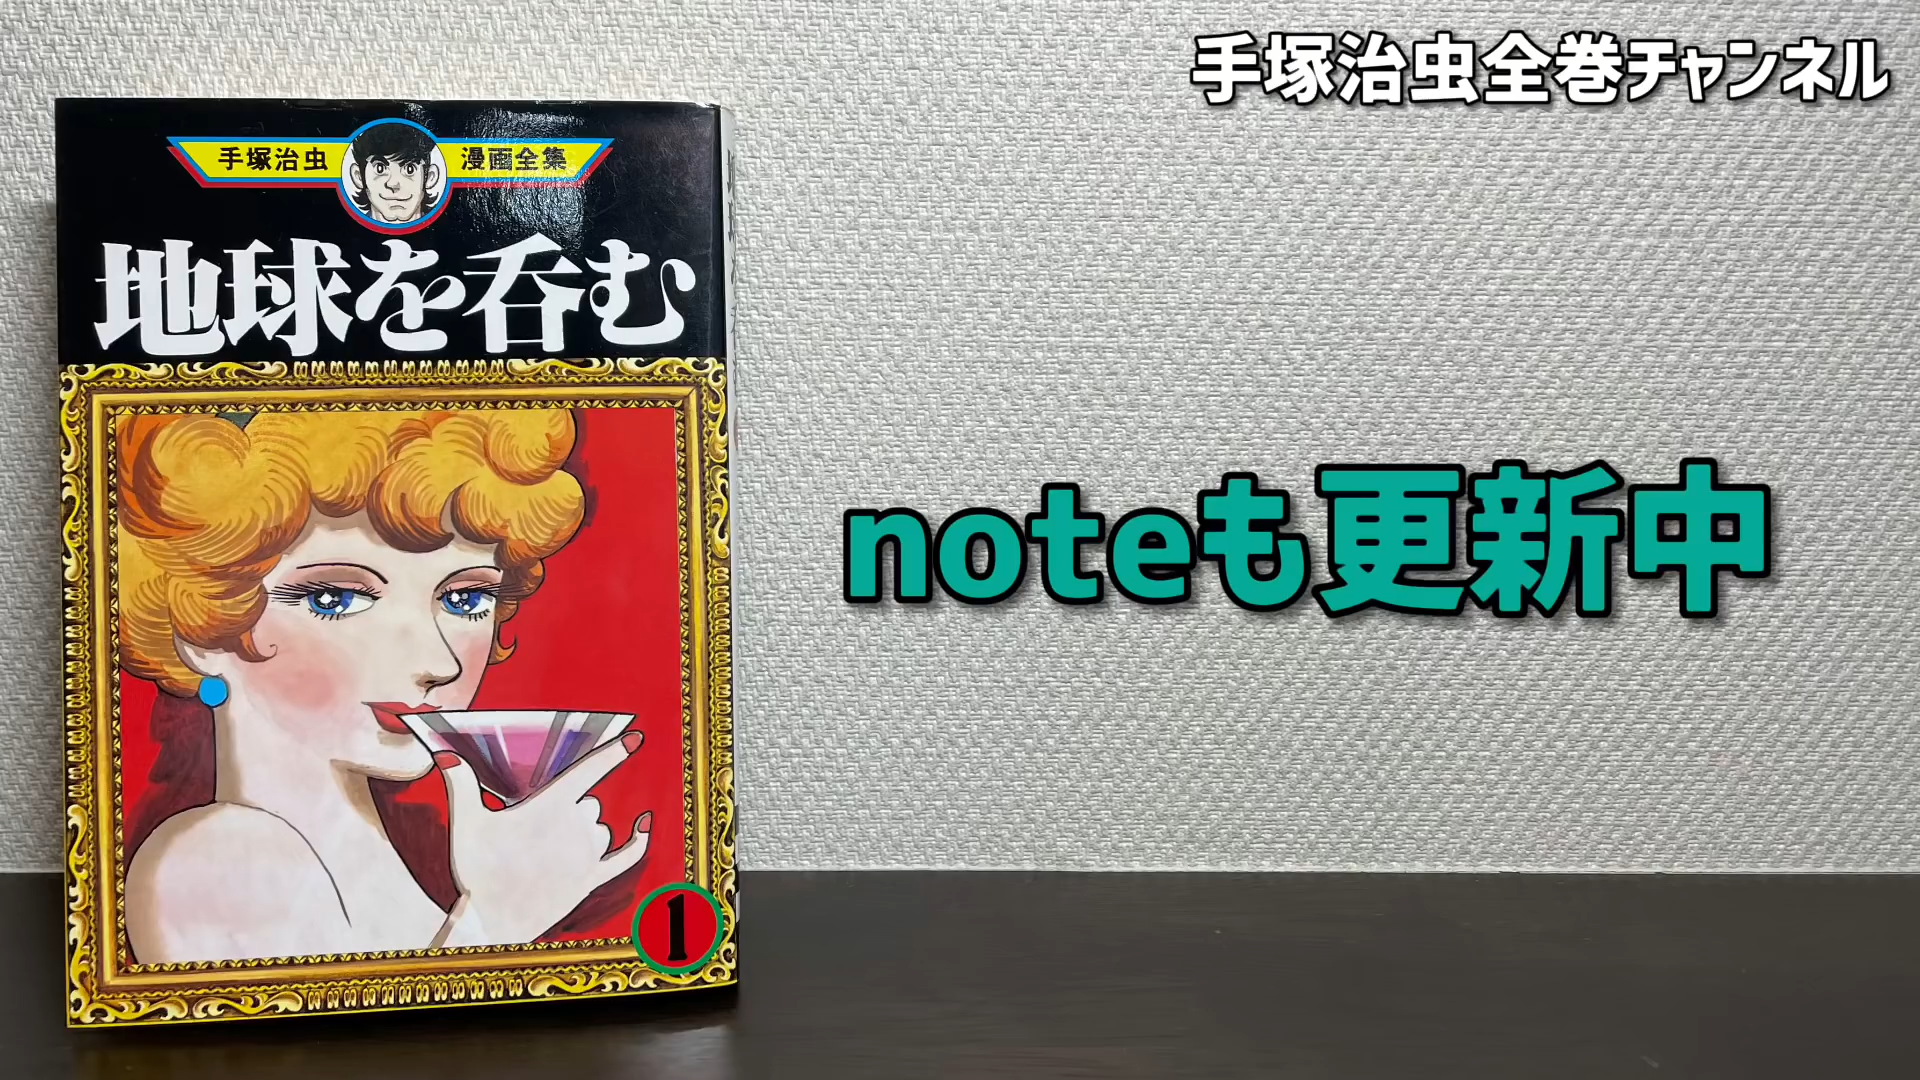 手塚治虫全巻チャンネル
手塚治虫 漫画全集
地球を呑む
noteも更新中
1